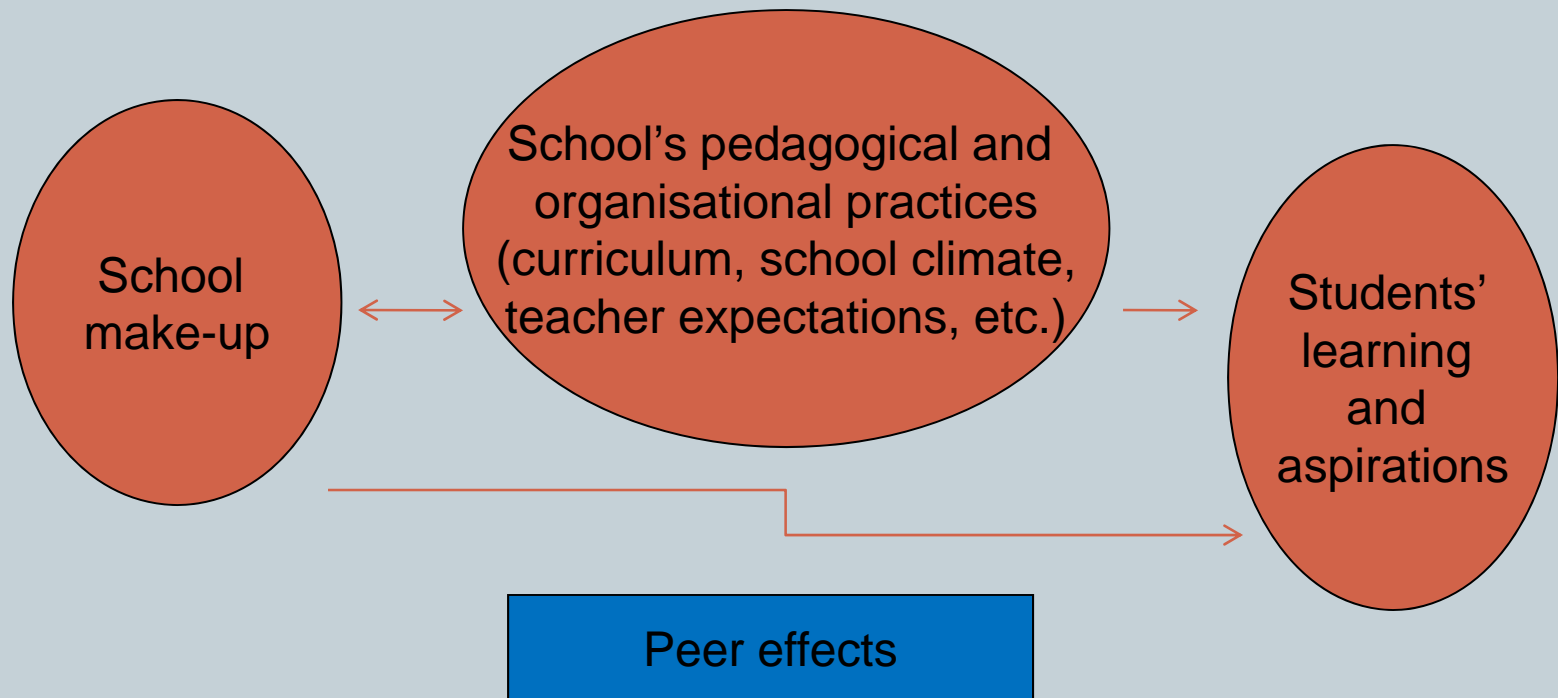 School
make-up
School’s pedagogical and
organisational practices
(curriculum, school climate,
teacher expectations, etc.)
Students’
learning
and
aspirations
Peer effects